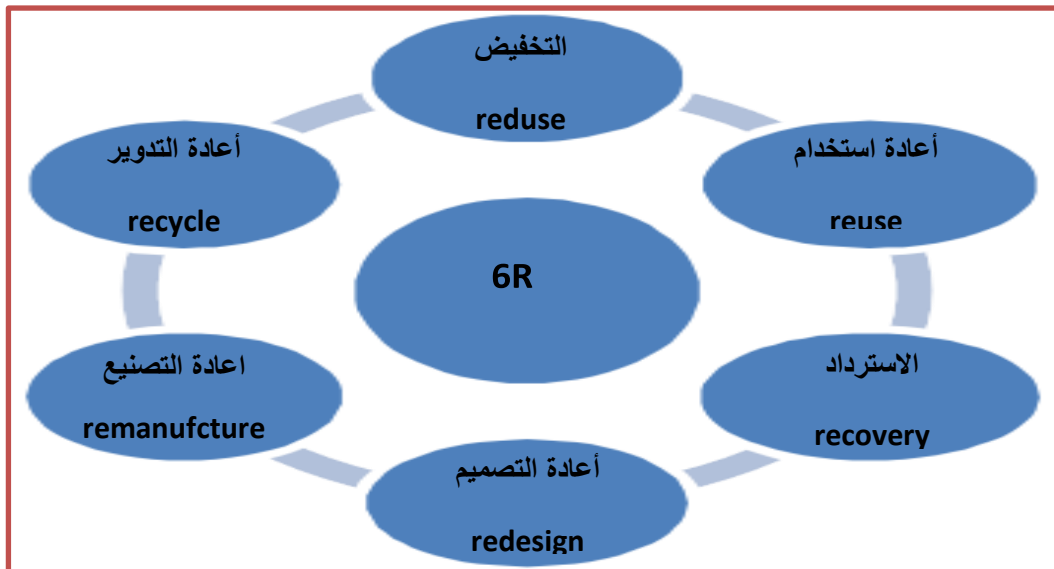 التخفيض
reduse
أعادة استخدام
reuse
الاسترداد
recovery
أعادة التصميم
redesign
اعادة التصنيع
remanufcture
أعادة التدوير
recycle
6R